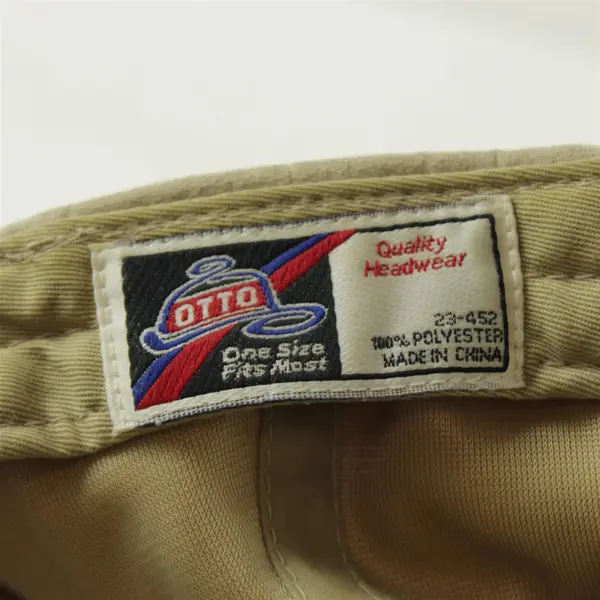 OTTO
One Size
Fits Most
Quality
Headwear
23-452
100% POLYESTER
MADE IN CHINA